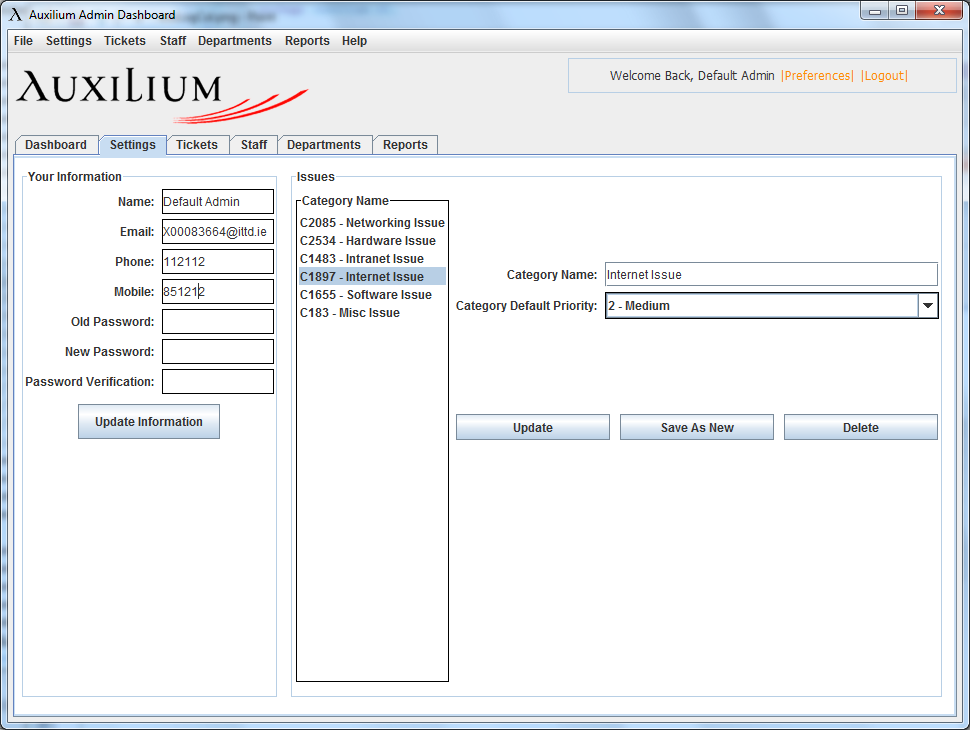 Auxilium Admin Dashboard
File Settings Tickets Staff Departments Reports Help
AUXILIUM
Welcome Back, Default Admin |Preferences| |Logout|
Dashboard Settings Tickets Staff Departments Reports
Your Information
Name: Default Admin
Email: X00083664@ittd.ie
Phone: 112112
Mobile: 851212
Old Password:
New Password:
Password Verification:
Update Information
Issues
Category Name
C2085 - Networking Issue
C2534 - Hardware Issue
C1483 - Intranet Issue
C1897 - Internet Issue
C1655 - Software Issue
C183 - Misc Issue
Category Name: Internet Issue
Category Default Priority: 2 - Medium
Update Save As New Delete